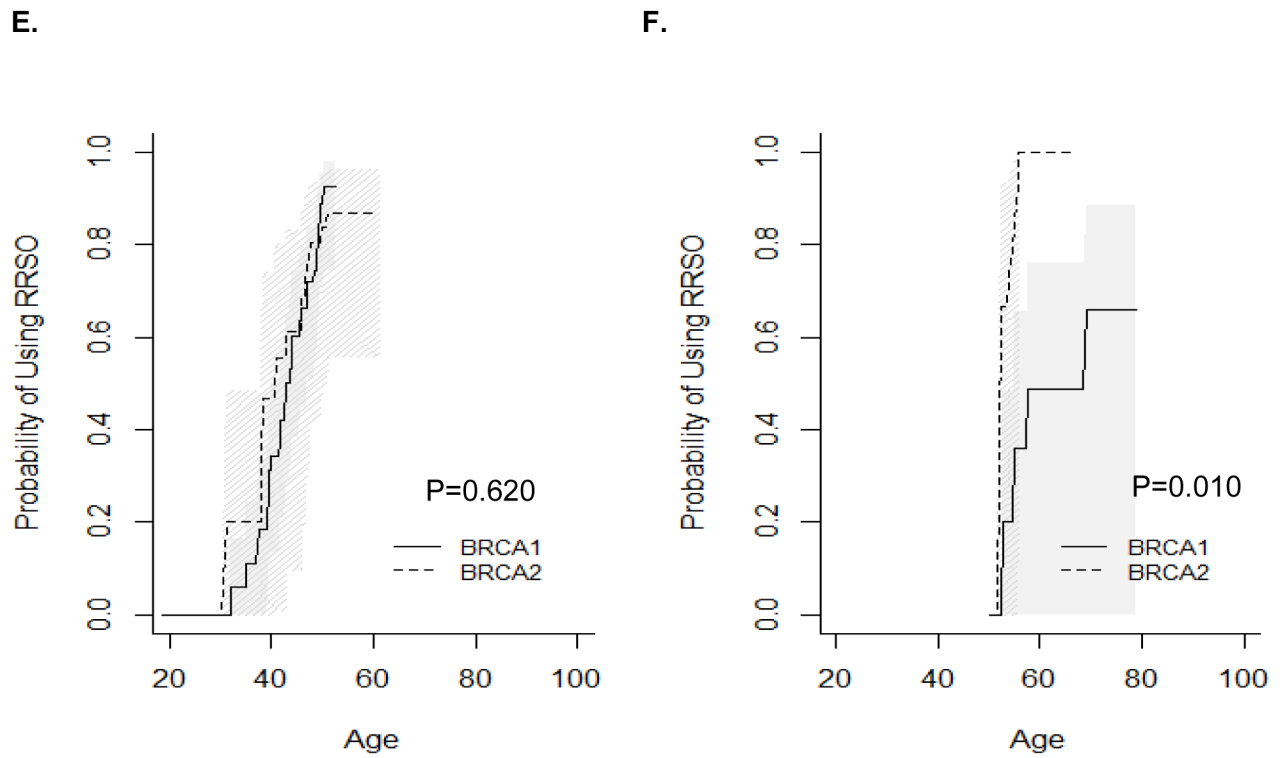 E.
Probability of Using RRSO
1.0
0.8
0.6
0.4
0.2
0.0
P=0.620
BRCA1
BRCA2
20 40 60 80 100
Age
F.
Probability of Using RRSO
1.0
0.8
0.6
0.4
0.2
0.0
P=0.010
BRCA1
BRCA2
20 40 60 80 100
Age